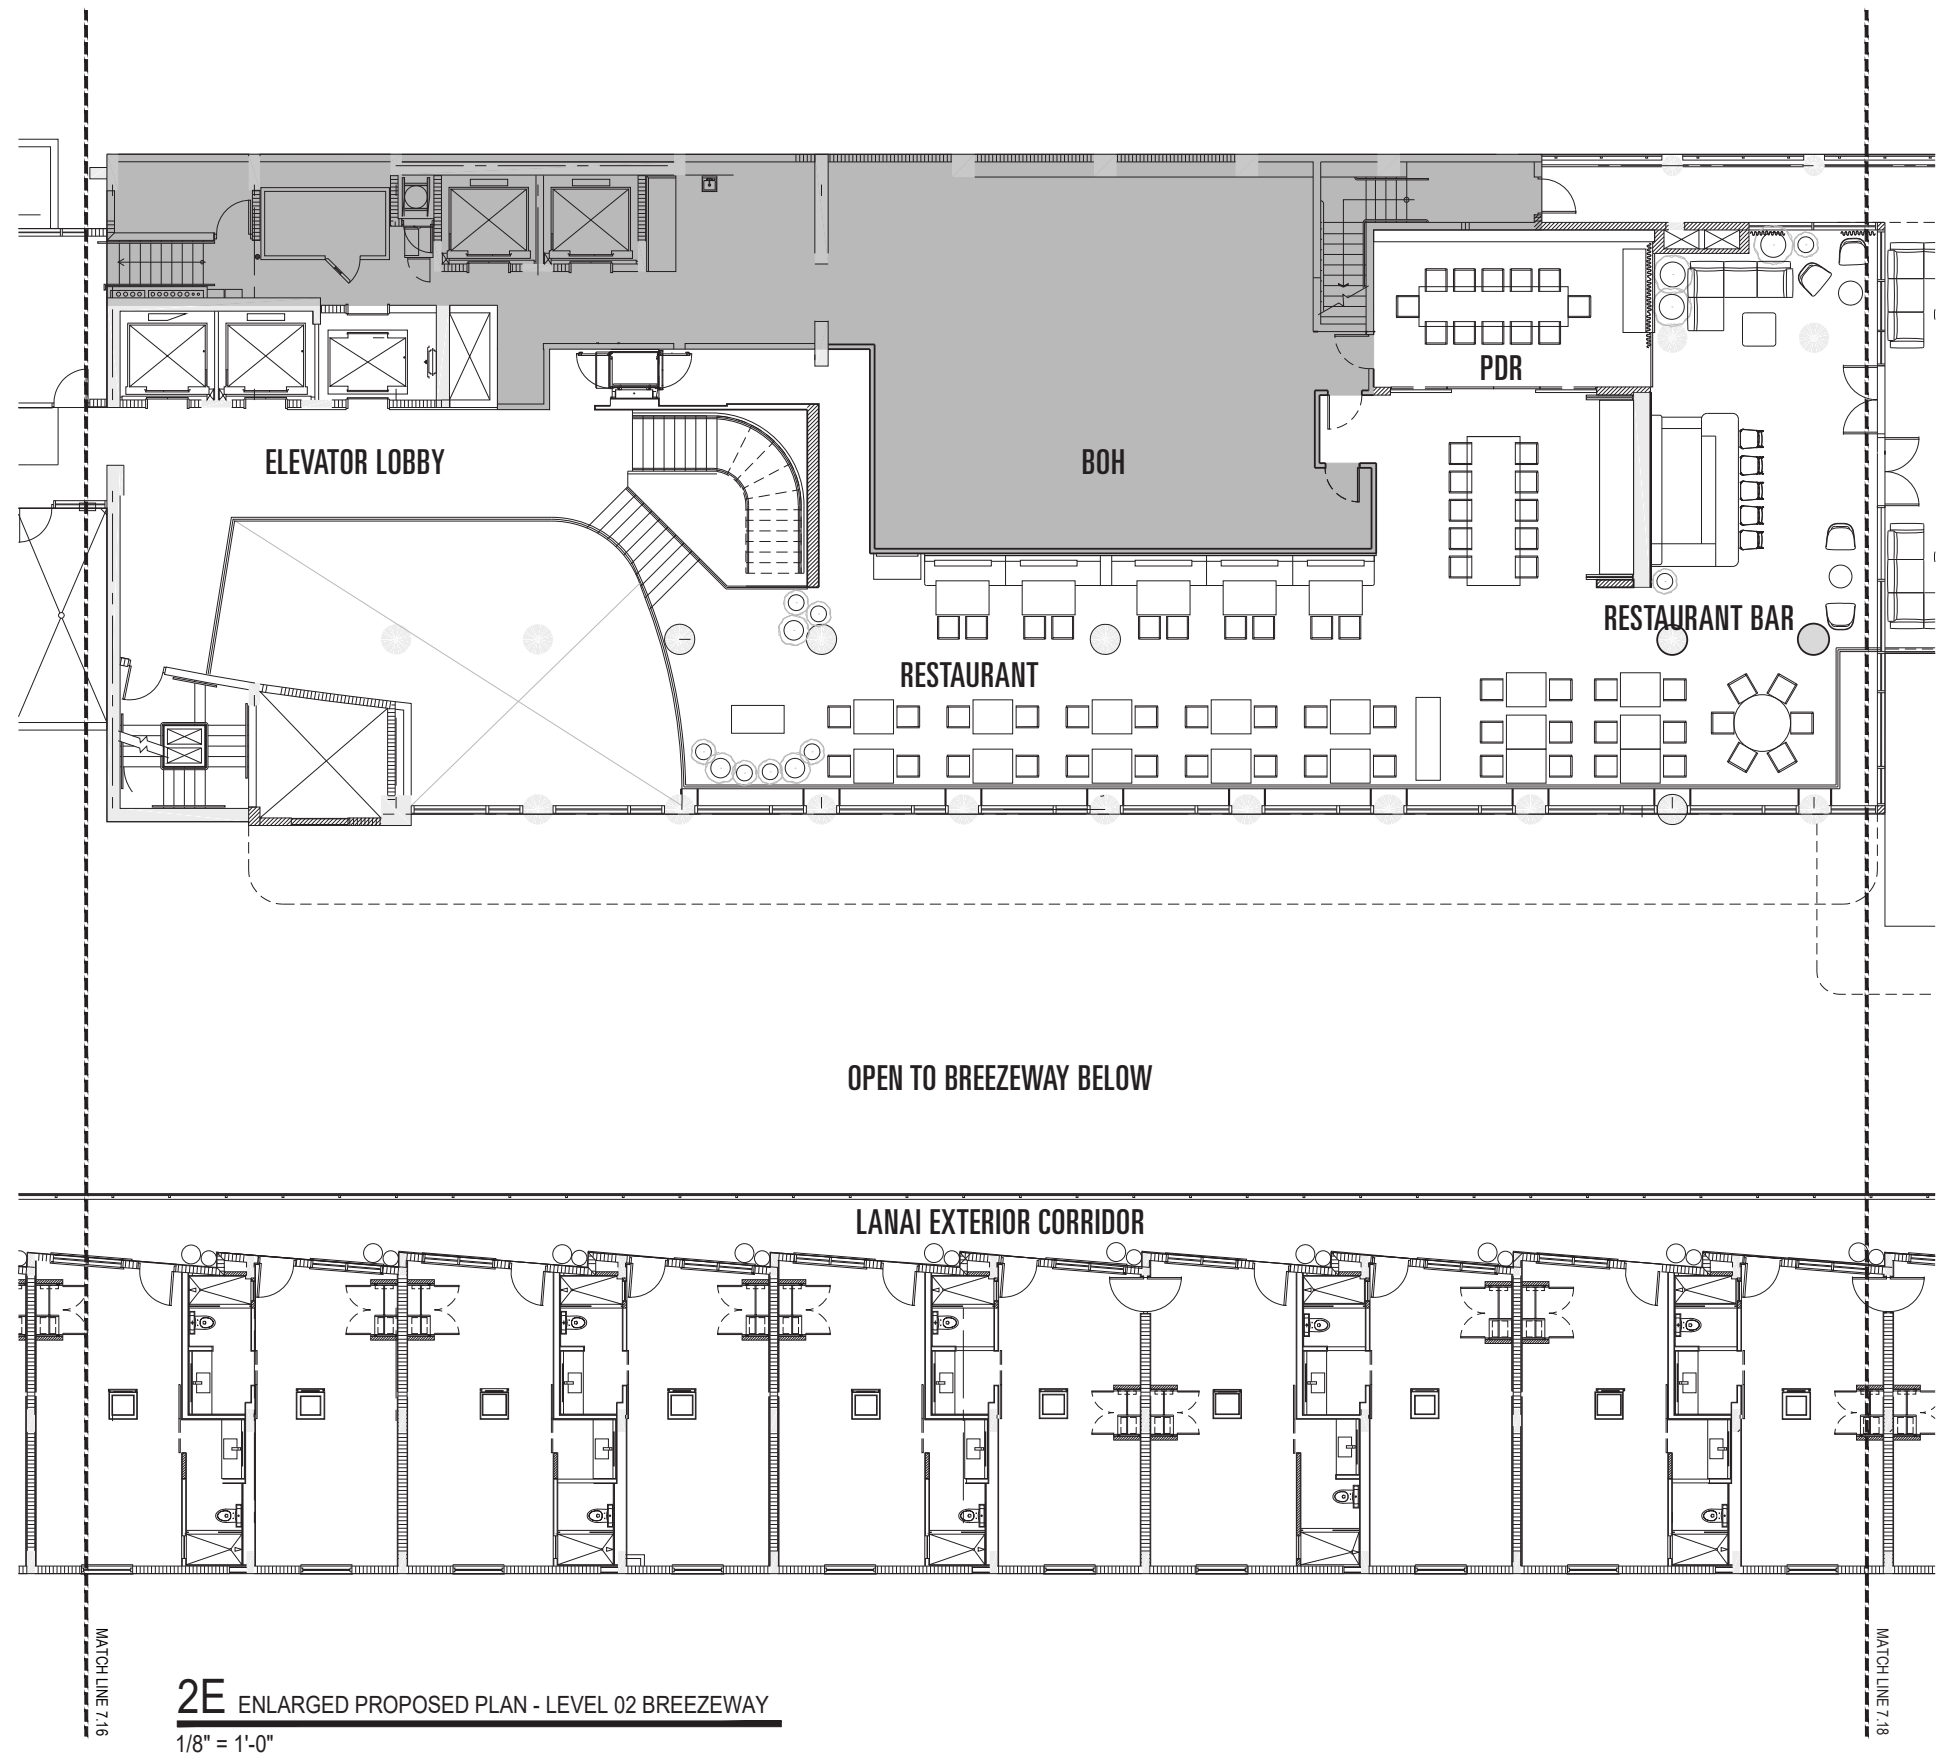 ELEVATOR LOBBY
BOH
PDR
RESTAURANT BAR
RESTAURANT
OPEN TO BREEZEWAY BELOW
LANAI EXTERIOR CORRIDOR
MATCH LINE 7.16
MATCH LINE 7.18
2E ENLARGED PROPOSED PLAN - LEVEL 02 BREEZEWAY
1/8" = 1'-0"